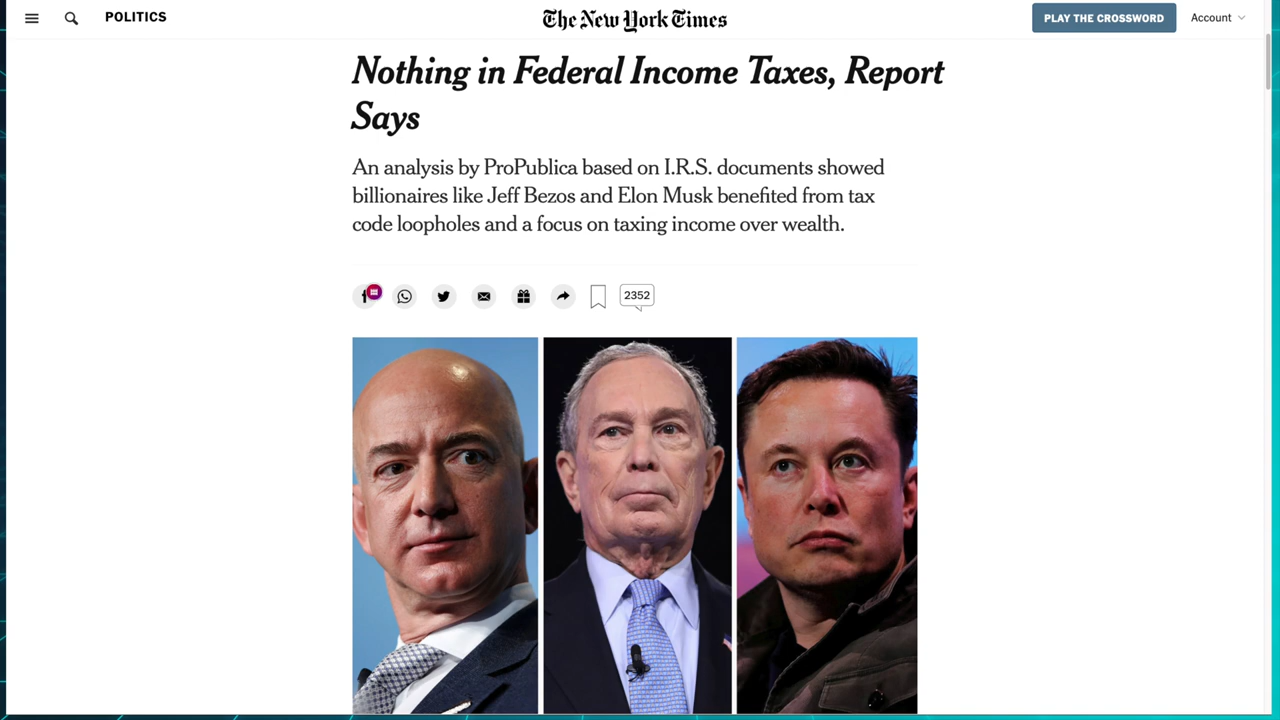 POLITICS
The New York Times
PLAY THE CROSSWORD
Account
Nothing in Federal Income Taxes, Report
Says
An analysis by ProPublica based on I.R.S. documents showed
billionaires like Jeff Bezos and Elon Musk benefited from tax
code loopholes and a focus on taxing income over wealth.
2352